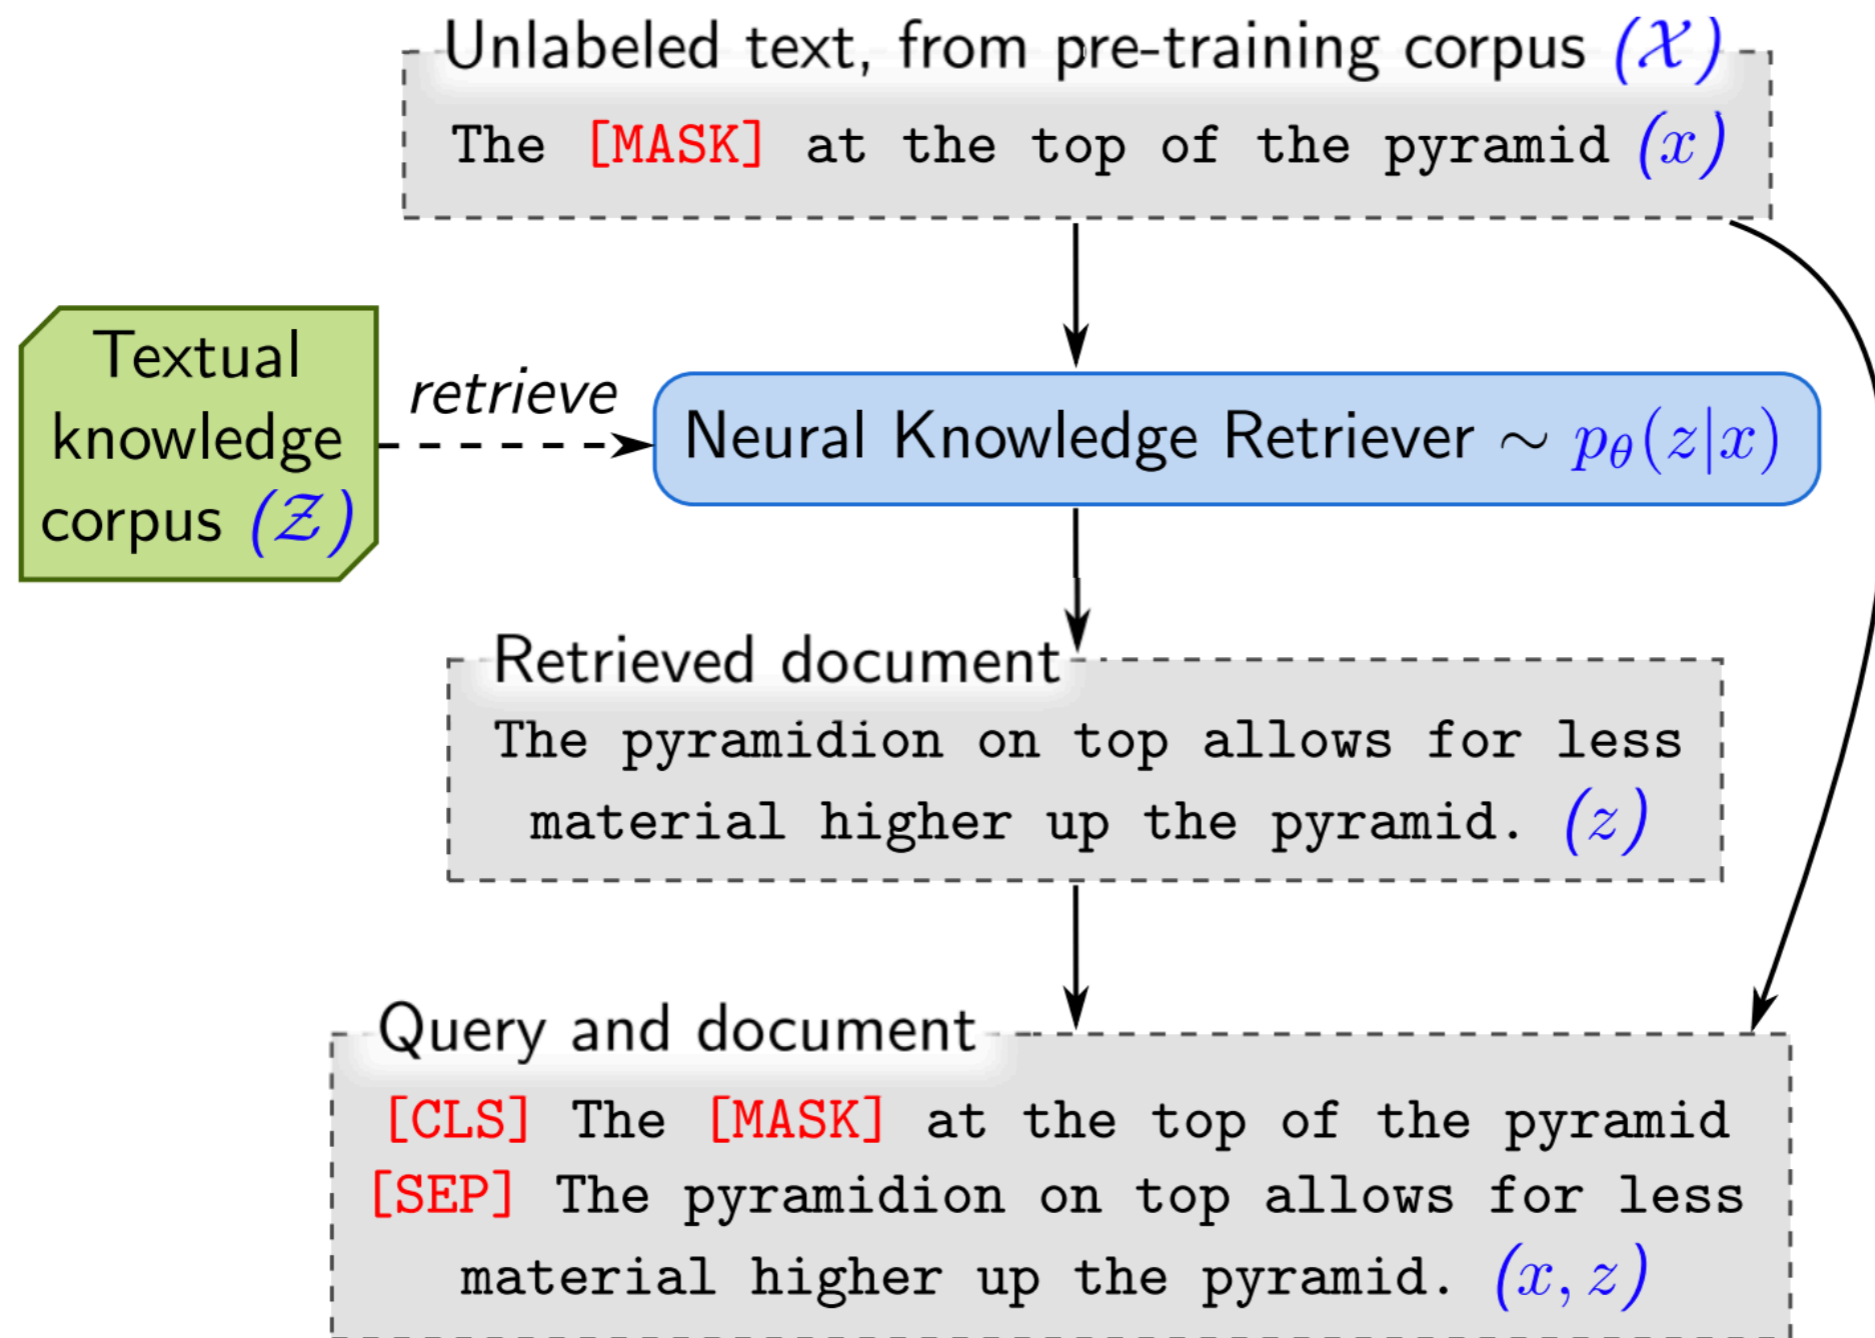 Unlabeled text, from pre-training corpus (𝒳)
The [MASK] at the top of the pyramid (x)
Textual
knowledge
corpus (𝒵)
retrieve
Neural Knowledge Retriever ∼ p_θ(z|x)
Retrieved document
The pyramidion on top allows for less
material higher up the pyramid. (z)
Query and document
[CLS] The [MASK] at the top of the pyramid
[SEP] The pyramidion on top allows for less
material higher up the pyramid. (x, z)